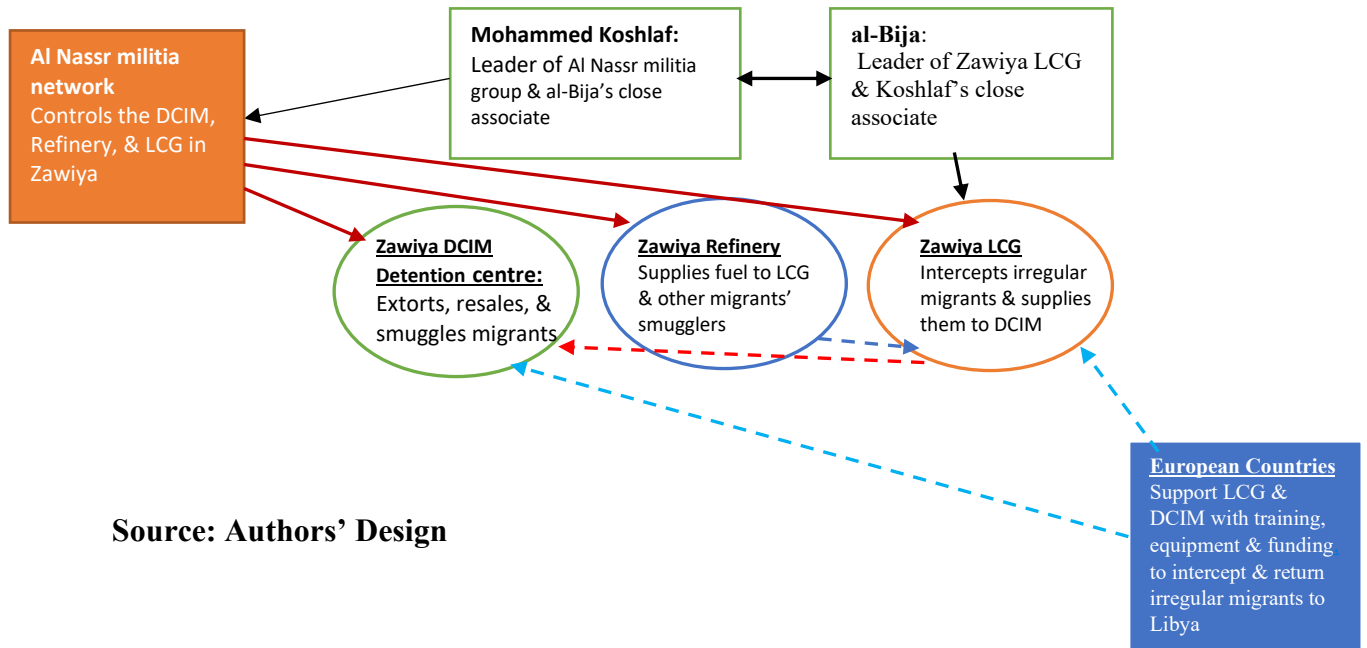 Al Nassr militia
network
Controls the DCIM,
Refinery, & LCG in
Zawiya
Mohammed Koshlaf:
Leader of Al Nassr militia
group & al-Bija's close
associate
al-Bija:
Leader of Zawiya LCG
& Koshlaf's close
associate
Zawiya DCIM
Detention centre:
Extorts, resales, &
smuggles migrants
Zawiya Refinery
Supplies fuel to LCG
& other migrants'
smugglers
Zawiya LCG
Intercepts irregular
migrants & supplies
them to DCIM
European Countries
Support LCG &
DCIM with training,
equipment & funding,
to intercept & return
irregular migrants to
Libya
Source: Authors' Design